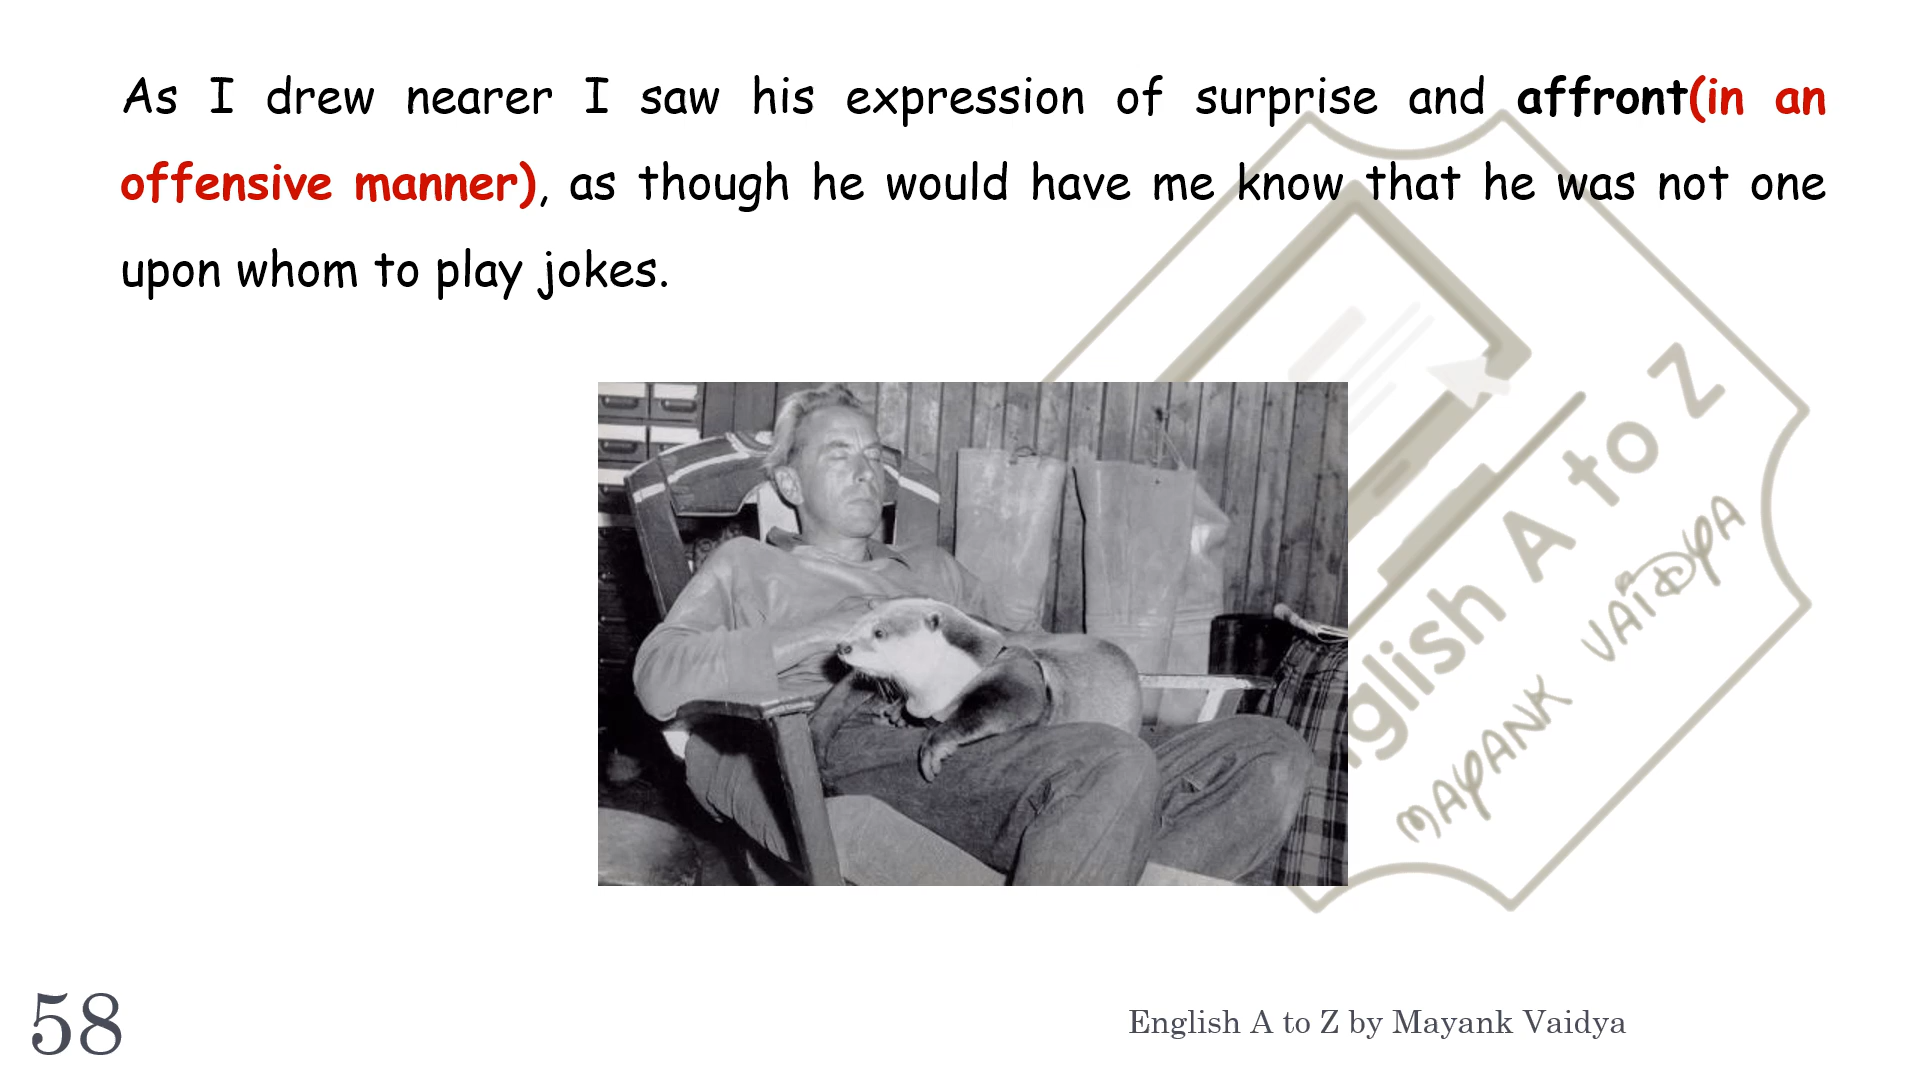 As I drew nearer I saw his expression of surprise and affront(in an
offensive manner), as though he would have me know that he was not one
upon whom to play jokes.
English A to Z
MAYANK VAIDYA
58
English A to Z by Mayank Vaidya